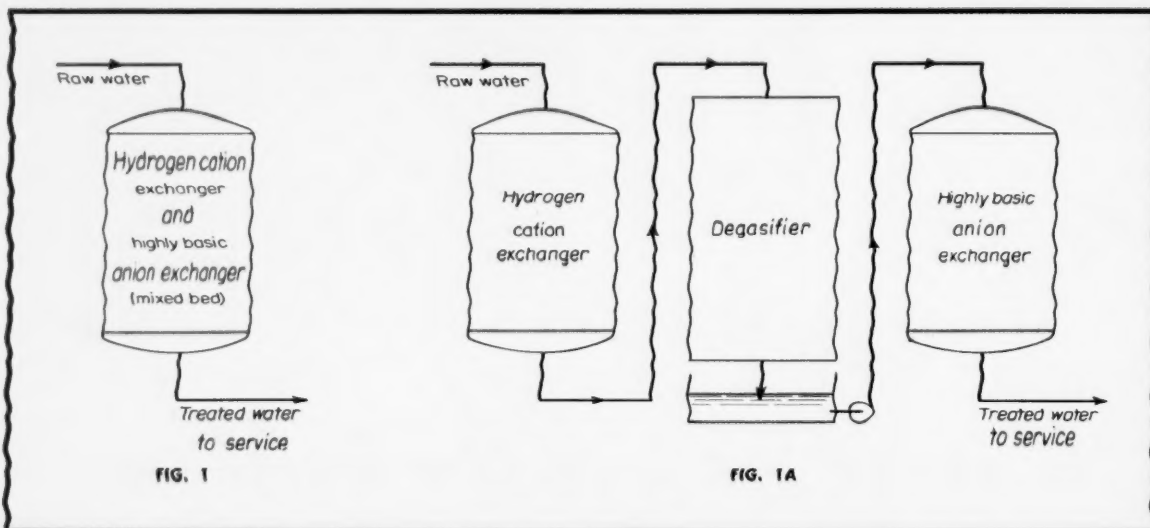 Raw water
Hydrogen cation
exchanger
and
highly basic
anion exchanger
(mixed bed)
Treated water
to service
FIG. 1
Raw water
Hydrogen
cation
exchanger
Degasifier
Highly basic
anion
exchanger
Treated water
to service
FIG. 1A